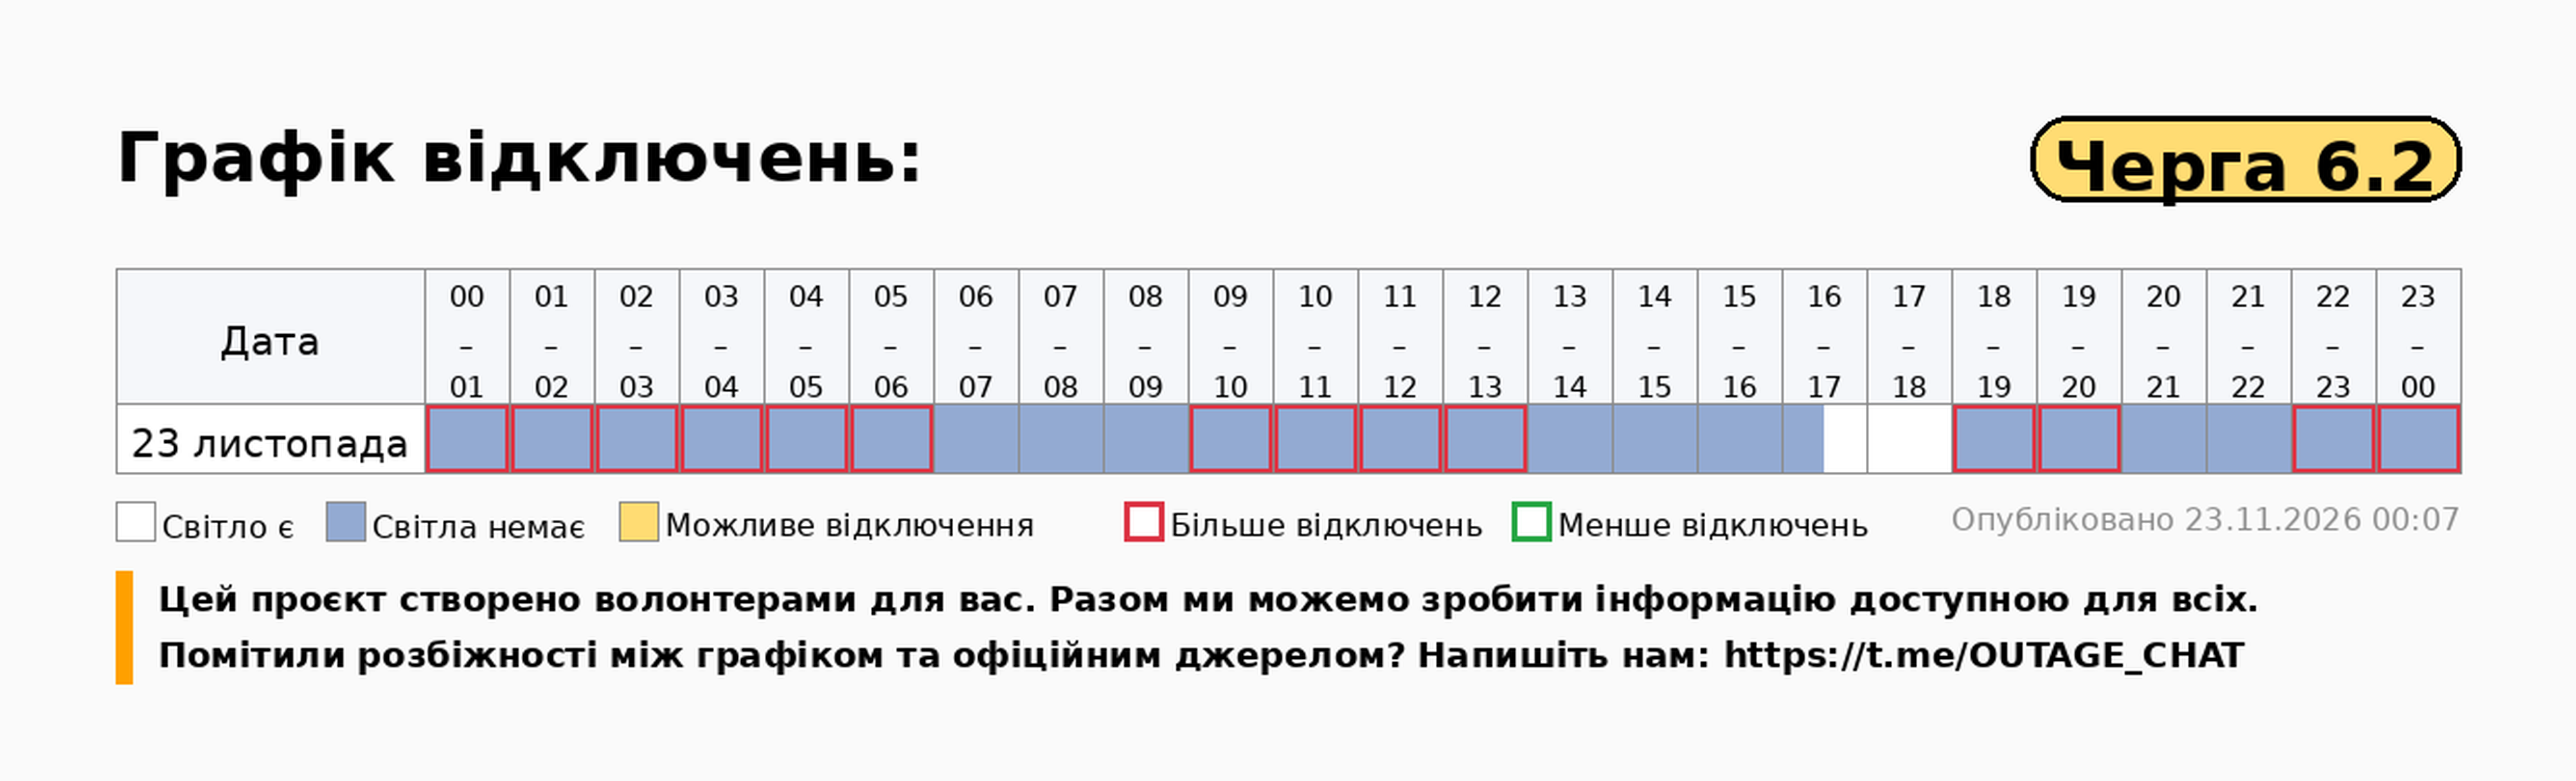 Графік відключень:
Черга 6.2
Дата
00 – 01
01 – 02
02 – 03
03 – 04
04 – 05
05 – 06
06 – 07
07 – 08
08 – 09
09 – 10
10 – 11
11 – 12
12 – 13
13 – 14
14 – 15
15 – 16
16 – 17
17 – 18
18 – 19
19 – 20
20 – 21
21 – 22
22 – 23
23 – 00
23 листопада
Світло є
Світла немає
Можливе відключення
Більше відключень
Менше відключень
Опубліковано 23.11.2026 00:07
Цей проєкт створено волонтерами для вас. Разом ми можемо зробити інформацію доступною для всіх.
Помітили розбіжності між графіком та офіційним джерелом? Напишіть нам: https://t.me/OUTAGE_CHAT